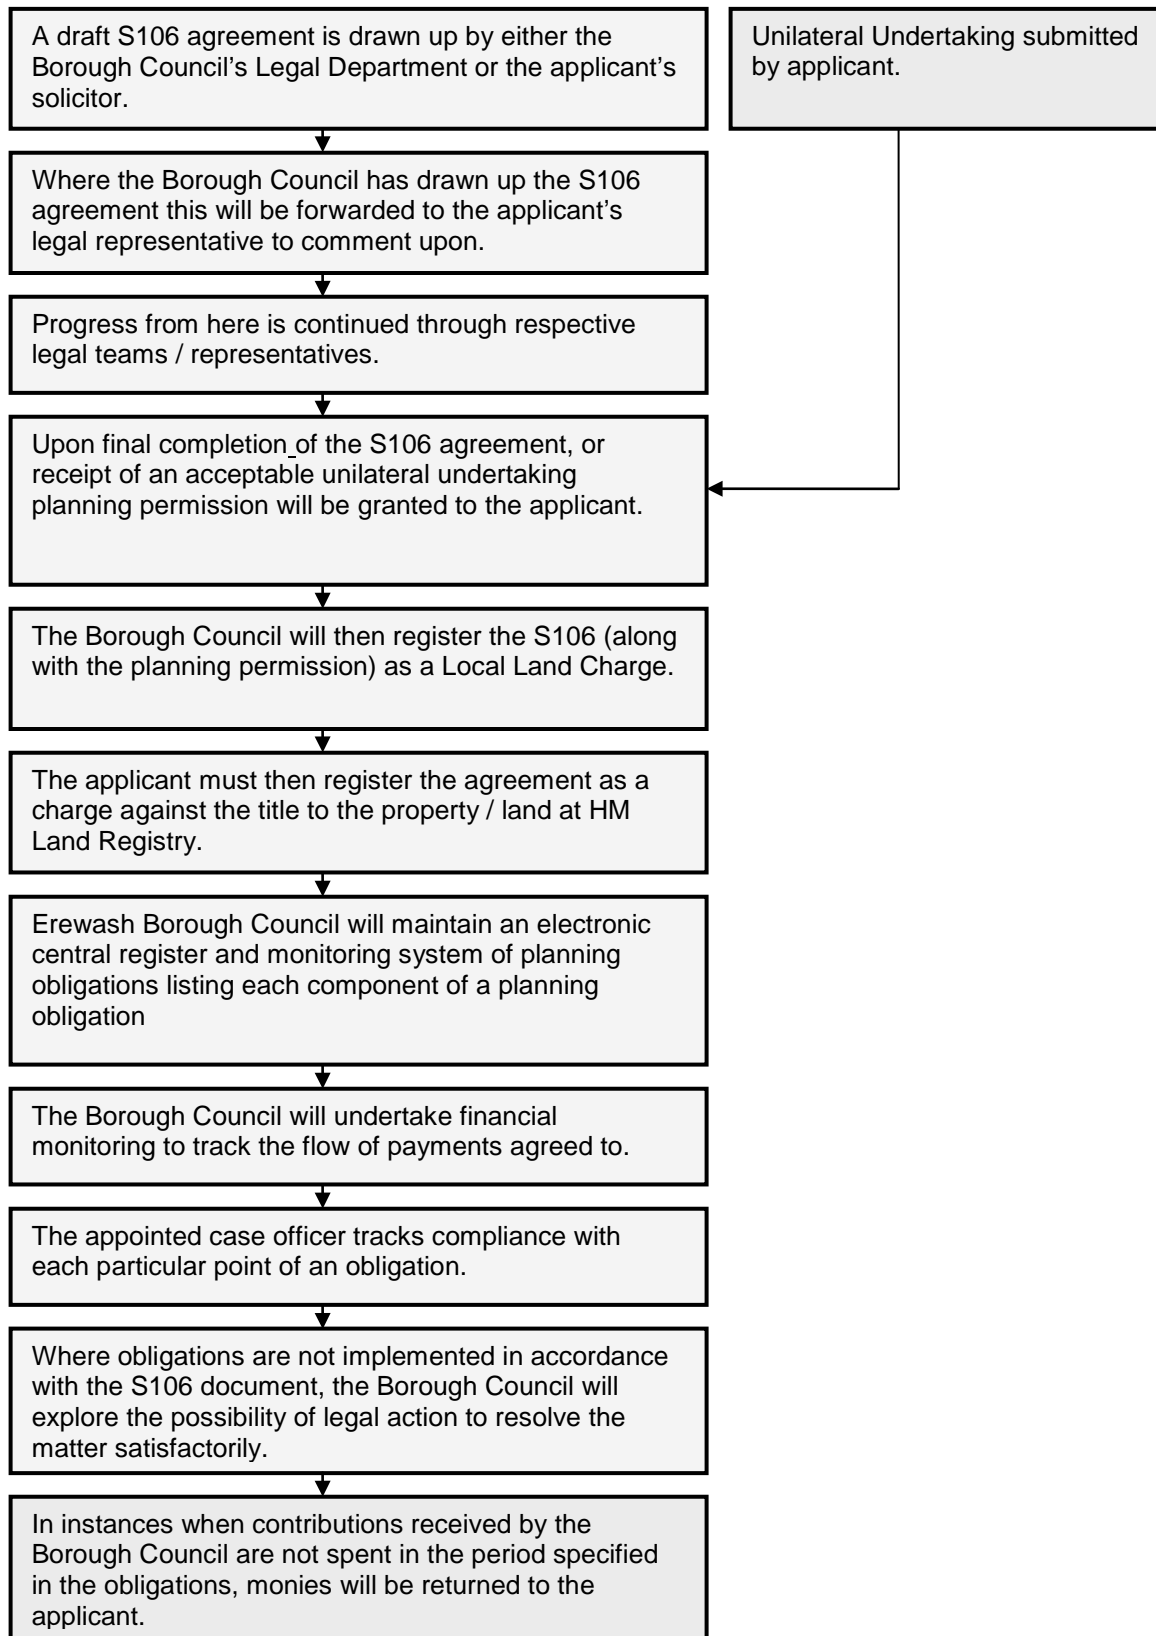 A draft S106 agreement is drawn up by either the
Borough Council's Legal Department or the applicant's
solicitor.
Unilateral Undertaking submitted
by applicant.
Where the Borough Council has drawn up the S106
agreement this will be forwarded to the applicant's
legal representative to comment upon.
Progress from here is continued through respective
legal teams / representatives.
Upon final completion of the S106 agreement, or
receipt of an acceptable unilateral undertaking
planning permission will be granted to the applicant.
The Borough Council will then register the S106 (along
with the planning permission) as a Local Land Charge.
The applicant must then register the agreement as a
charge against the title to the property / land at HM
Land Registry.
Erewash Borough Council will maintain an electronic
central register and monitoring system of planning
obligations listing each component of a planning
obligation
The Borough Council will undertake financial
monitoring to track the flow of payments agreed to.
The appointed case officer tracks compliance with
each particular point of an obligation.
Where obligations are not implemented in accordance
with the S106 document, the Borough Council will
explore the possibility of legal action to resolve the
matter satisfactorily.
In instances when contributions received by the
Borough Council are not spent in the period specified
in the obligations, monies will be returned to the
applicant.